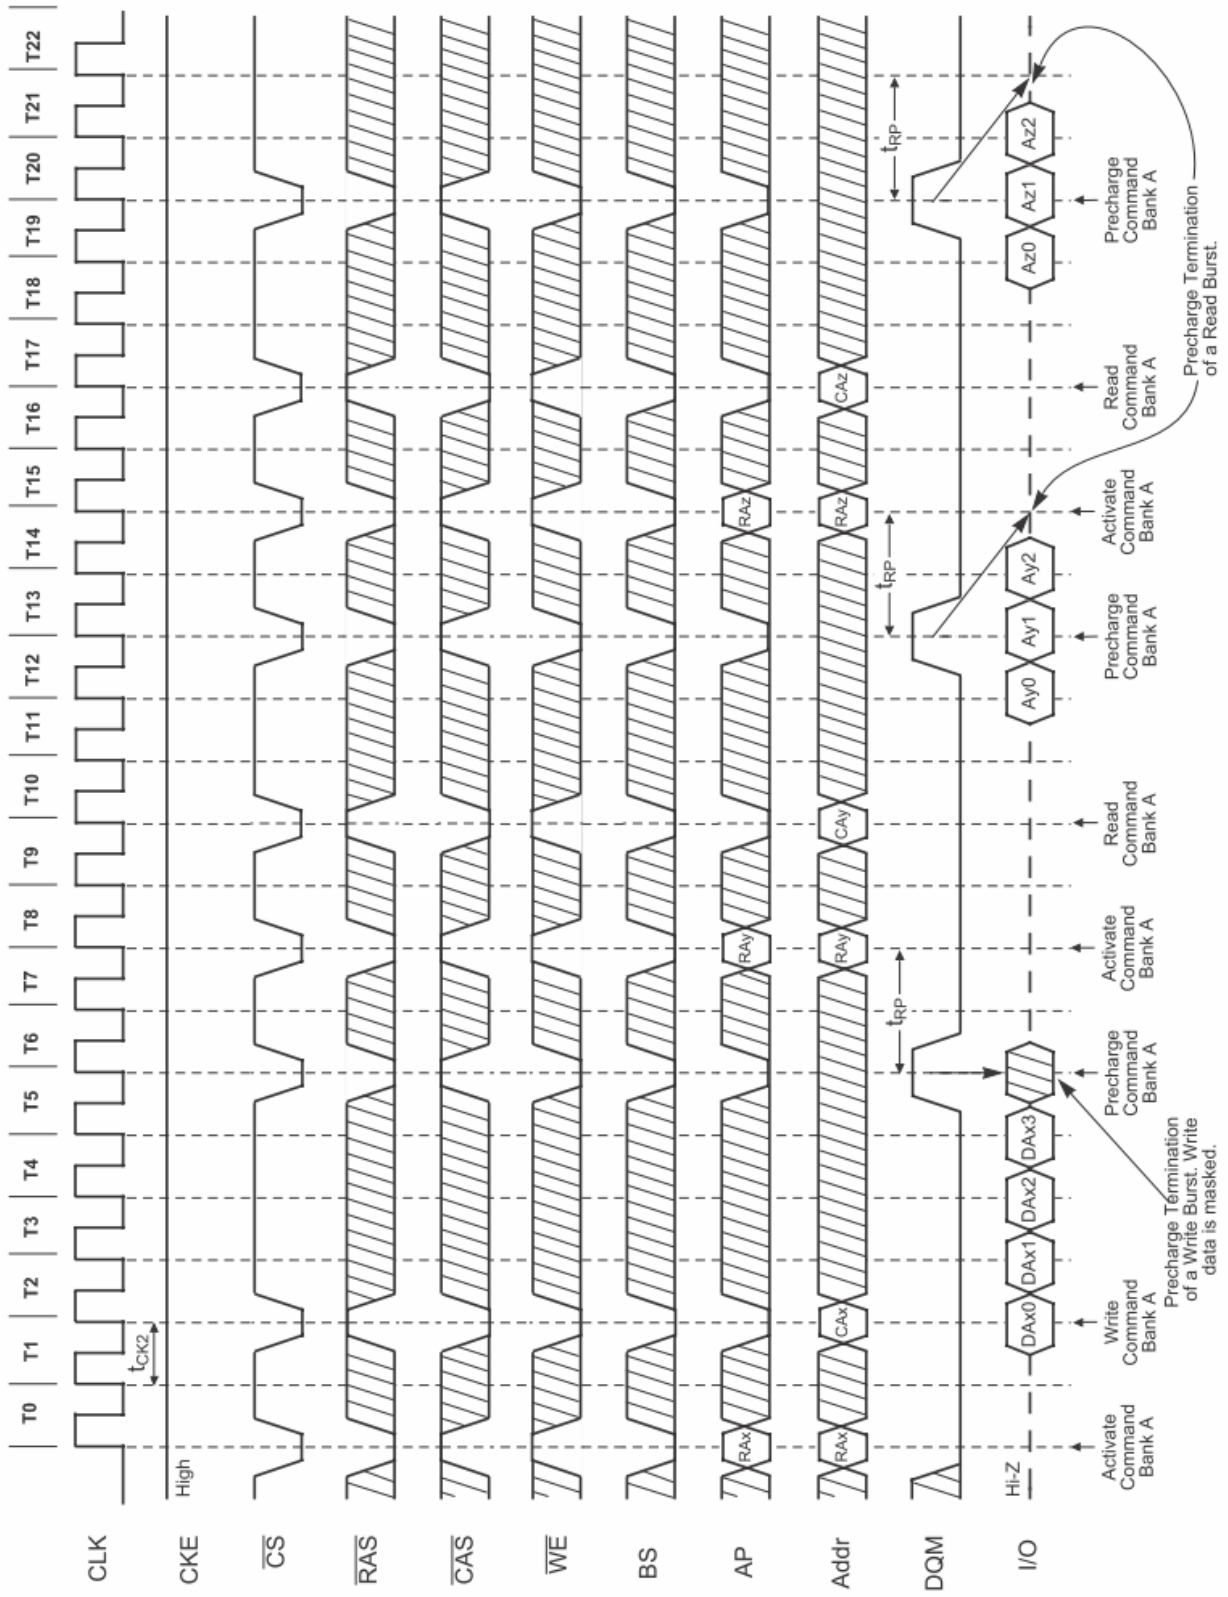 T0 T1 T2 T3 T4 T5 T6 T7 T8 T9 T10 T11 T12 T13 T14 T15 T16 T17 T18 T19 T20 T21 T22
CLK
tCK2
CKE
High
CS
RAS
CAS
WE
BS
AP
RAx RAy RAz
Addr
RAx CAx RAy CAy RAz CAz
DQM
tRP tRP tRP
I/O
Hi-Z
DAx0 DAx1 DAx2 DAx3 Ay0 Ay1 Ay2 Az0 Az1 Az2
Activate
Command
Bank A
Write
Command
Bank A
Precharge
Command
Bank A
Activate
Command
Bank A
Read
Command
Bank A
Precharge
Command
Bank A
Activate
Command
Bank A
Read
Command
Bank A
Precharge
Command
Bank A
Precharge Termination
of a Write Burst. Write
data is masked.
Precharge Termination
of a Read Burst.